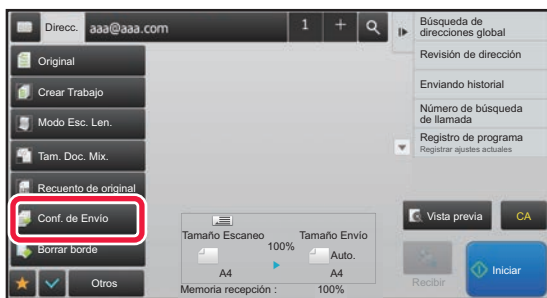 Direcc.
aaa@aaa.com
1
+
Original
Crear Trabajo
Modo Esc. Len.
Tam. Doc. Mix.
Recuento de original
Conf. de Envío
Borrar borde
Otros
Tamaño Escaneo
100%
Tamaño Envío
Auto.
A4
A4
Memoria recepción : 100%
Búsqueda de
direcciones global
Revisión de dirección
Enviando historial
Número de búsqueda
de llamada
Registro de programa
Registrar ajustes actuales
Vista previa
CA
Recibir
Iniciar